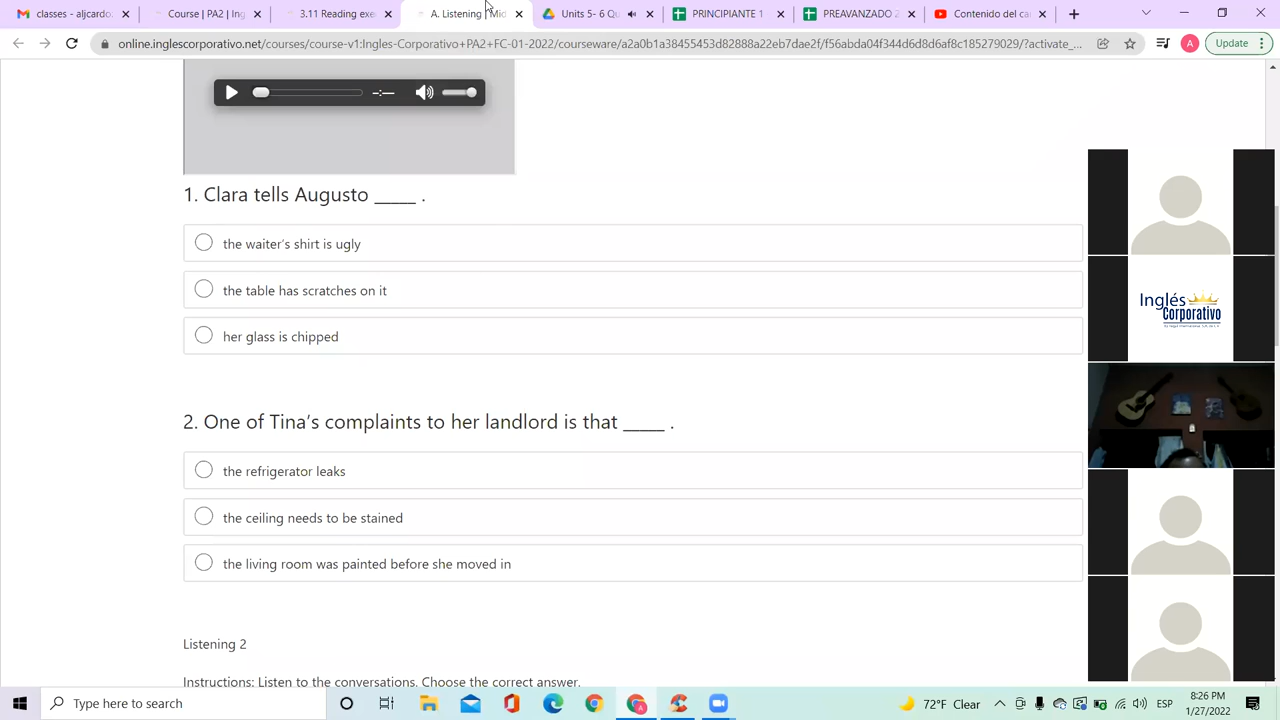 classes - aljcardo:
Course | PA2 | In
3.11 Reading exe
A. Listening | Mid
Units 5- 6 Qu
PRINCIPIANTE 1
PREAVANZADO 2
Contenido del ca
online.inglescorporativo.net/courses/course-v1:Ingles-Corporativo+PA2+EC-01-2022/courseware/a2a0b1a38455453d82888a22eb7dae2f/f56abda04f344d6d8d6af8c185279029/?activate_...
A
Update
-:--
1. Clara tells Augusto _____ .
the waiter's shirt is ugly
the table has scratches on it
her glass is chipped
2. One of Tina's complaints to her landlord is that _____ .
the refrigerator leaks
the ceiling needs to be stained
the living room was painted before she moved in
Listening 2
Instructions: Listen to the conversations. Choose the correct answer.
Inglés
Corporativo
Type here to search
72°F Clear
ESP
8:26 PM
1/27/2022